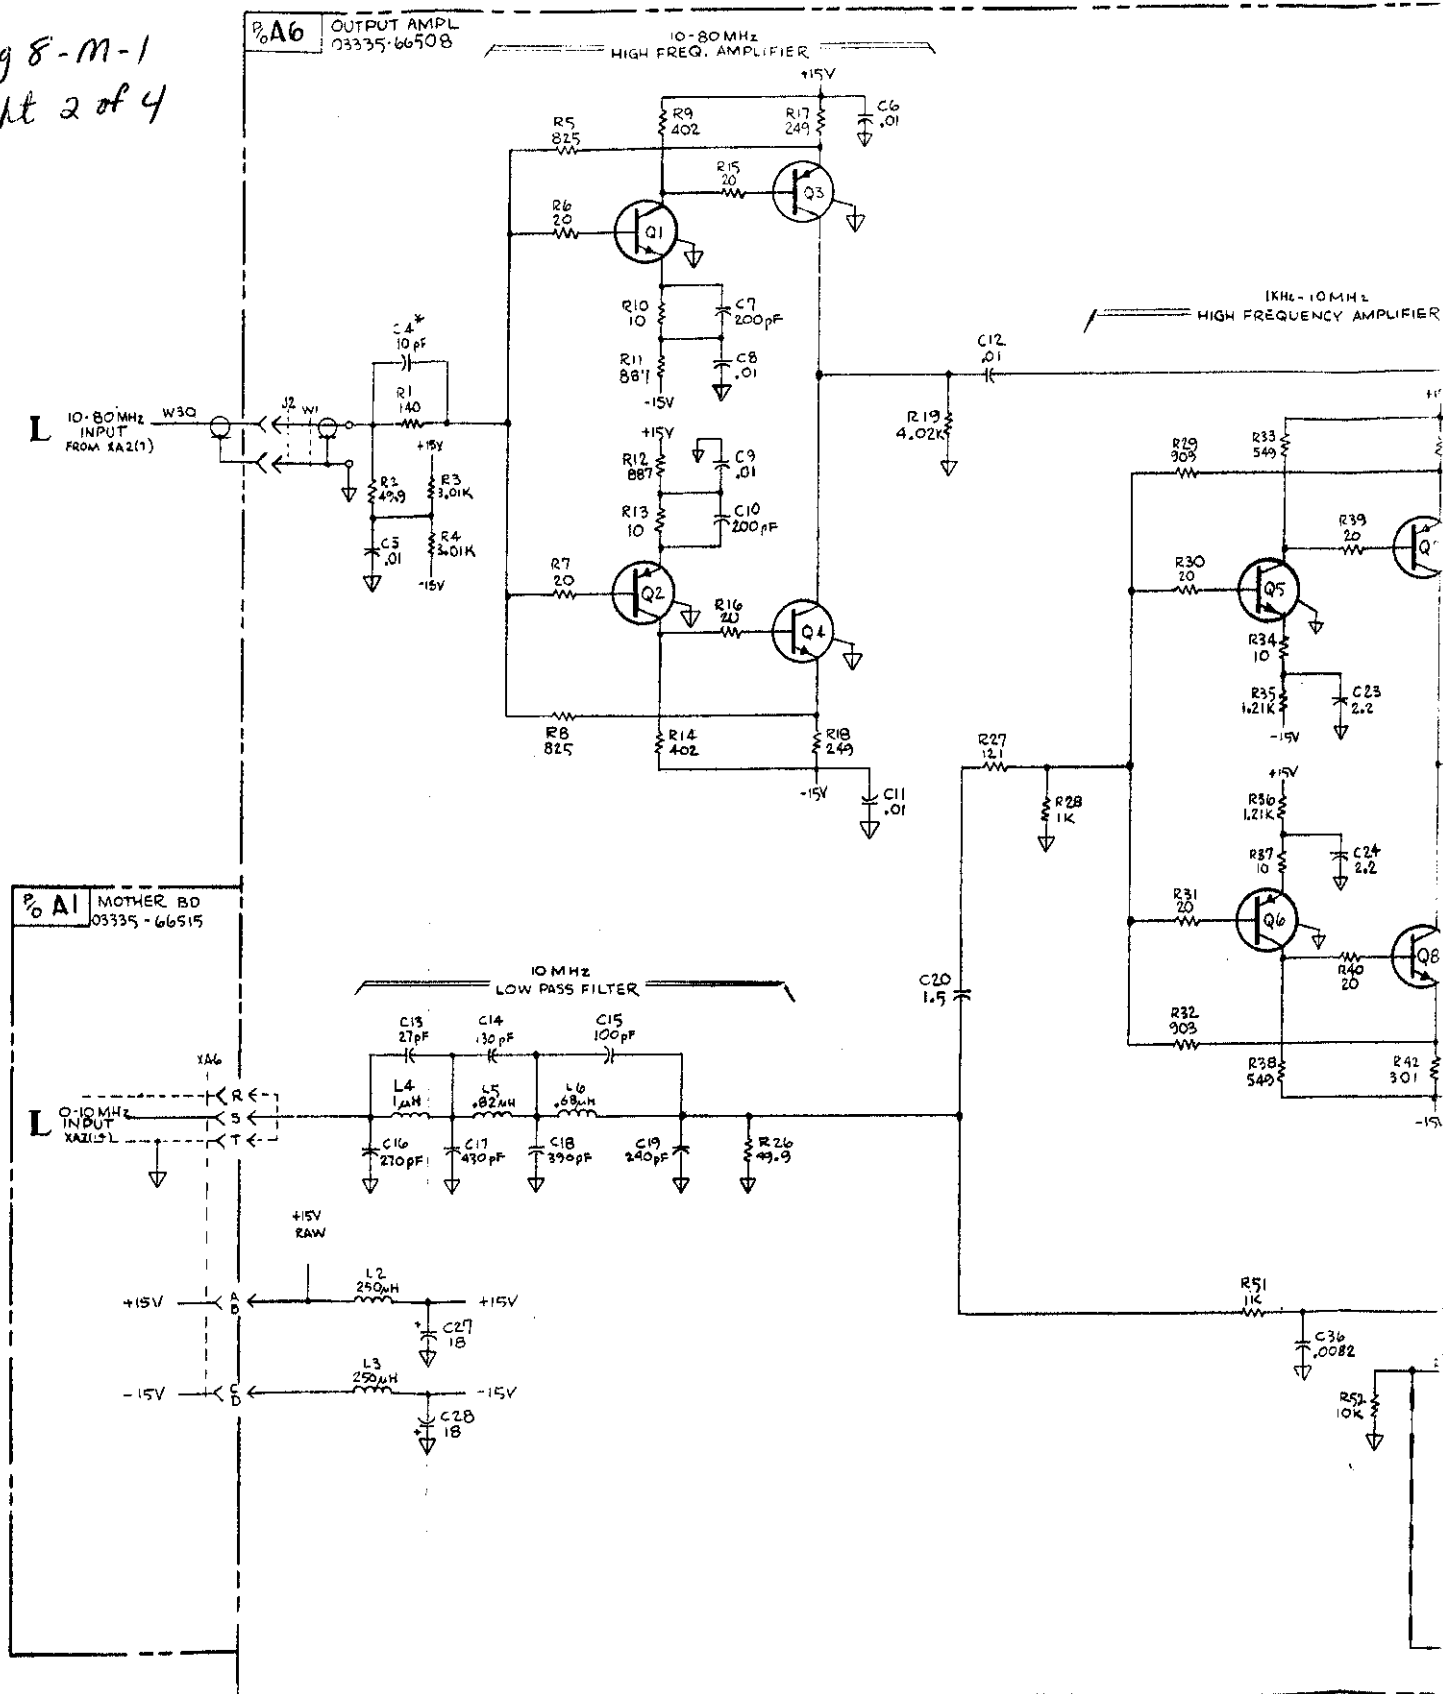 g 8-M-1
ht 2 of 4
P/O A6
OUTPUT AMPL
03335-66508
10-80MHz
HIGH FREQ. AMPLIFIER
+15V
R9
402
R17
249
C6
.01
R5
825
R15
20
Q3
R6
20
Q1
R10
10
C7
200pF
R11
887
C8
.01
-15V
C4*
10pF
R1
140
L
10-80MHz
INPUT
FROM XA2(1)
W30
J2
W1
+15V
R2
49.9
R3
3.01K
C5
.01
R4
3.01K
-15V
+15V
R12
887
C9
.01
R13
10
C10
200pF
R7
20
Q2
R16
20
Q4
R8
825
R14
402
R18
249
-15V
C11
.01
C12
.01
R19
4.02K
1KHz-10MHz
HIGH FREQUENCY AMPLIFIER
R29
909
R33
549
R39
20
R30
20
Q5
R34
10
R35
1.21K
C23
2.2
-15V
+15V
R36
1.21K
R37
10
C24
2.2
R27
121
R28
1K
R31
20
Q6
R40
20
Q8
R32
903
R38
549
R42
301
-15V
C20
1.5
P/O A1
MOTHER BD
03335-66515
10MHz
LOW PASS FILTER
C13
27pF
C14
130pF
C15
100pF
XA6
L4
1μH
L5
.82μH
L6
.68μH
R
S
T
L
0-10MHz
INPUT
C16
270pF
C17
430pF
C18
390pF
C19
240pF
R26
49.9
+15V
RAW
+15V
A
B
L2
250μH
+15V
+
C27
18
-15V
C
D
L3
250μH
-15V
+
C28
18
R51
1K
C36
.0082
R52
10K